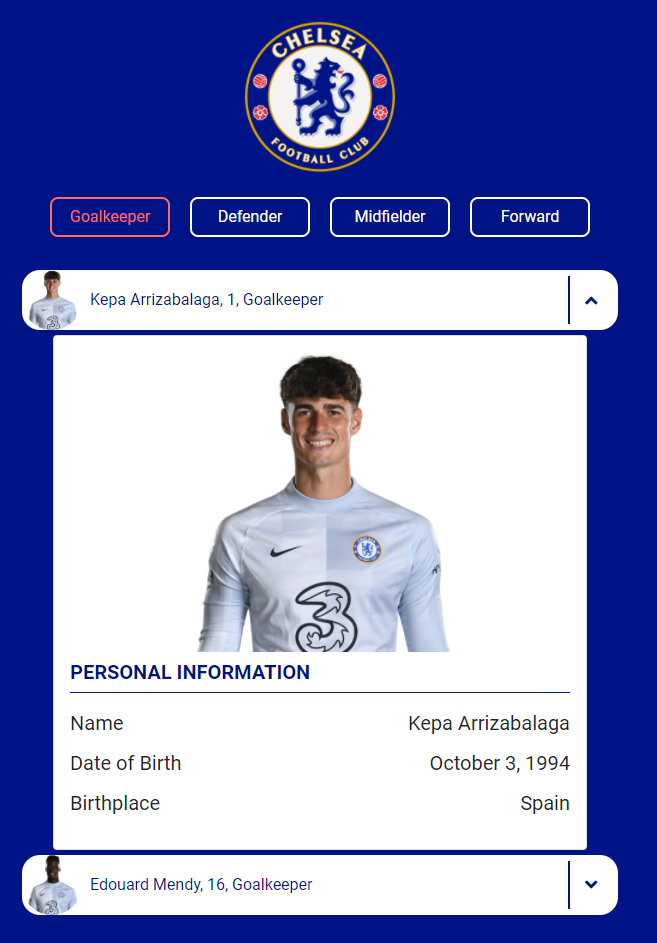 CHELSEA
FOOTBALL CLUB
Goalkeeper Defender Midfielder Forward
Kepa Arrizabalaga, 1, Goalkeeper
3
PERSONAL INFORMATION
Name Kepa Arrizabalaga
Date of Birth October 3, 1994
Birthplace Spain
Edouard Mendy, 16, Goalkeeper